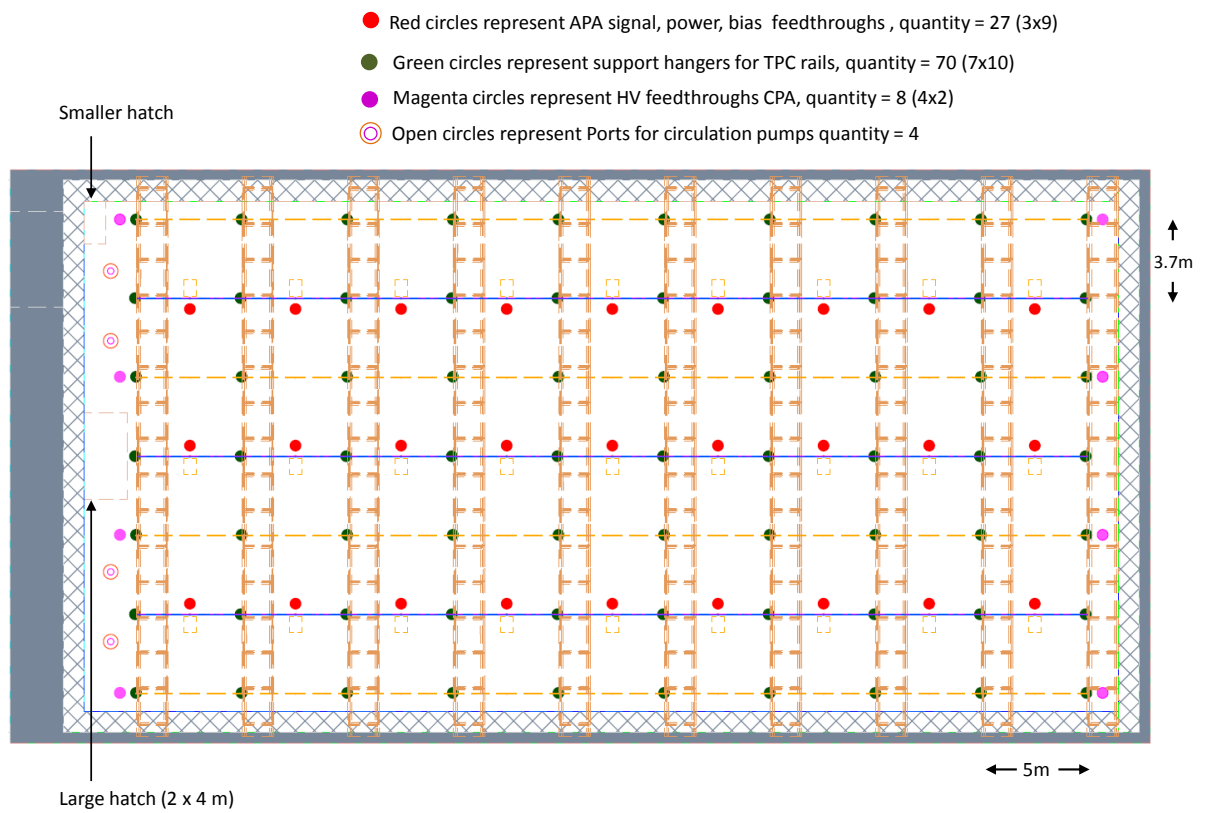 Red circles represent APA signal, power, bias feedthroughs , quantity = 27 (3x9)
Green circles represent support hangers for TPC rails, quantity = 70 (7x10)
Magenta circles represent HV feedthroughs CPA, quantity = 8 (4x2)
Open circles represent Ports for circulation pumps quantity = 4
Smaller hatch
3.7m
5m
Large hatch (2 x 4 m)